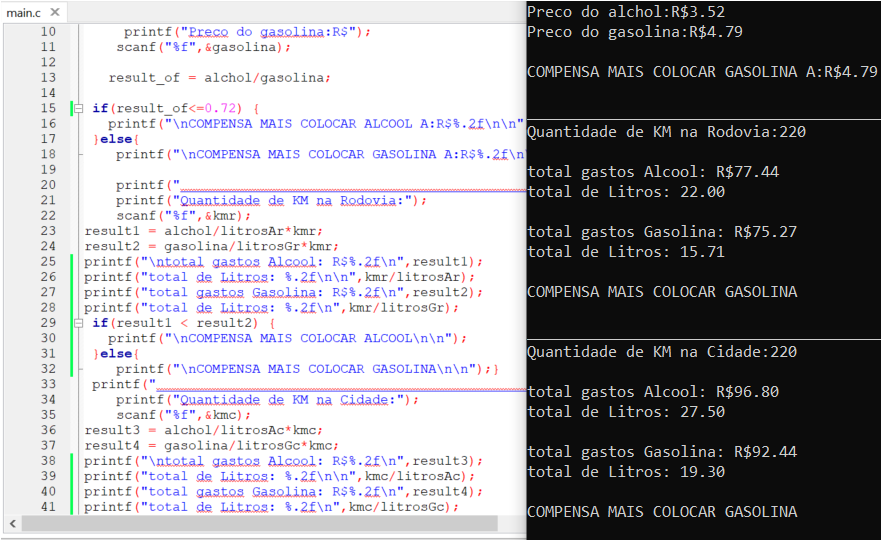 main.c
10 printf("Preco do gasolina:R$");
11 scanf("%f",&gasolina);
12
13 result_of = alchol/gasolina;
14
15 if(result_of<=0.72) {
16 printf("\nCOMPENSA MAIS COLOCAR ALCOOL A:R$%.2f\n\n"
17 }else{
18 printf("\nCOMPENSA MAIS COLOCAR GASOLINA A:R$%.2f\n
19
20 printf("
21 printf("Quantidade de KM na Rodovia:");
22 scanf("%f",&kmr);
23 result1 = alchol/litrosAr*kmr;
24 result2 = gasolina/litrosGr*kmr;
25 printf("\ntotal gastos Alcool: R$%.2f\n",result1);
26 printf("total de Litros: %.2f\n\n",kmr/litrosAr);
27 printf("total gastos Gasolina: R$%.2f\n",result2);
28 printf("total de Litros: %.2f\n",kmr/litrosGr);
29 if(result1 < result2) {
30 printf("\nCOMPENSA MAIS COLOCAR ALCOOL\n\n");
31 }else{
32 printf("\nCOMPENSA MAIS COLOCAR GASOLINA\n\n");}
33 printf("
34 printf("Quantidade de KM na Cidade:");
35 scanf("%f",&kmc);
36 result3 = alchol/litrosAc*kmc;
37 result4 = gasolina/litrosGc*kmc;
38 printf("\ntotal gastos Alcool: R$%.2f\n",result3);
39 printf("total de Litros: %.2f\n\n",kmc/litrosAc);
40 printf("total gastos Gasolina: R$%.2f\n",result4);
41 printf("total de Litros: %.2f\n",kmc/litrosGc);
Preco do alchol:R$3.52
Preco do gasolina:R$4.79
COMPENSA MAIS COLOCAR GASOLINA A:R$4.79
Quantidade de KM na Rodovia:220
total gastos Alcool: R$77.44
total de Litros: 22.00
total gastos Gasolina: R$75.27
total de Litros: 15.71
COMPENSA MAIS COLOCAR GASOLINA
Quantidade de KM na Cidade:220
total gastos Alcool: R$96.80
total de Litros: 27.50
total gastos Gasolina: R$92.44
total de Litros: 19.30
COMPENSA MAIS COLOCAR GASOLINA